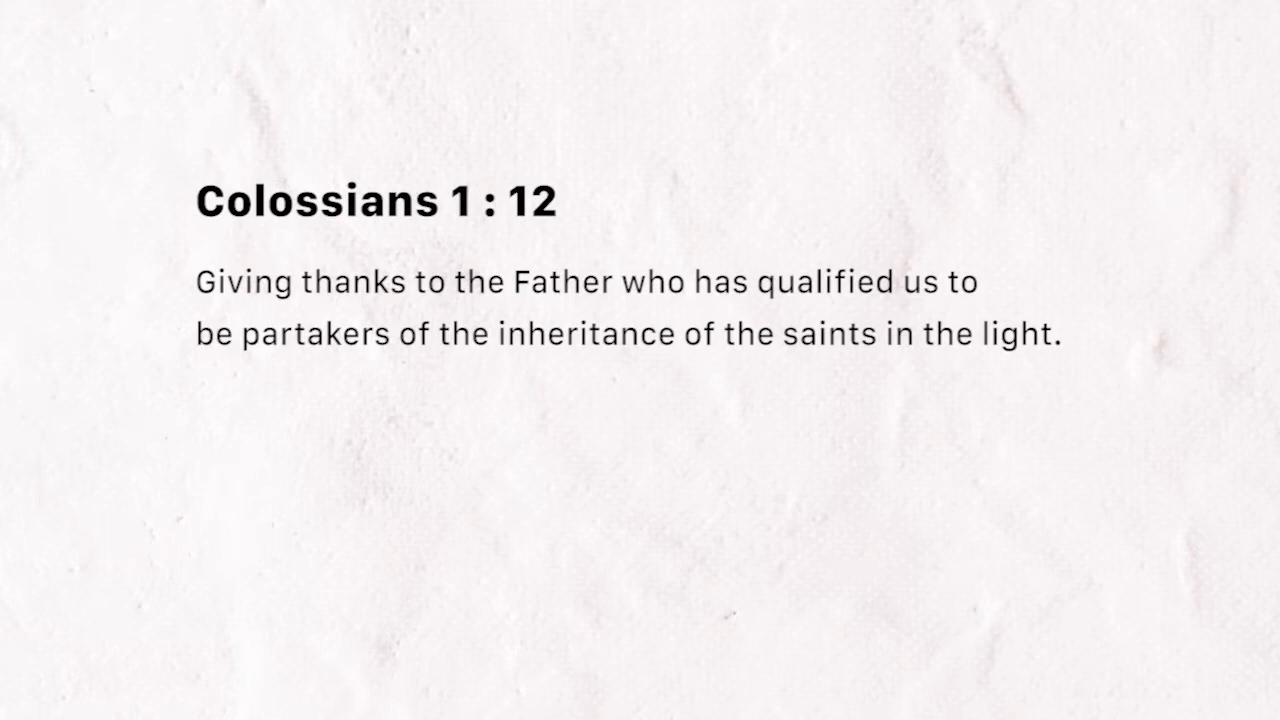 Colossians 1 : 12
Giving thanks to the Father who has qualified us to
be partakers of the inheritance of the saints in the light.